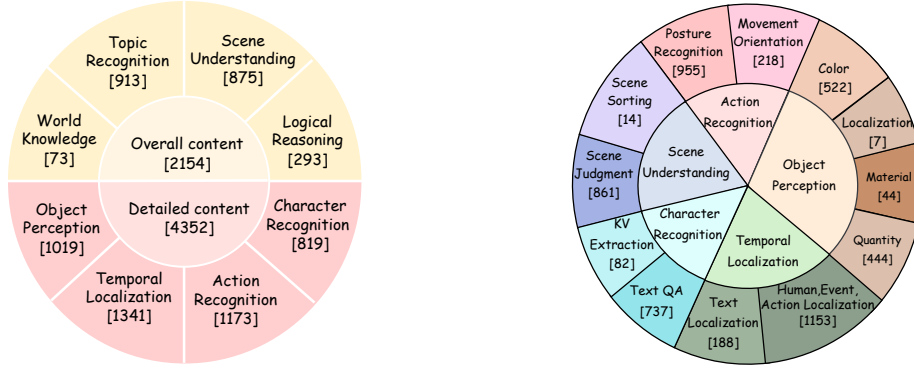 Topic
Recognition
[913]
Scene
Understanding
[875]
World
Knowledge
[73]
Logical
Reasoning
[293]
Overall content
[2154]
Detailed content
[4352]
Object
Perception
[1019]
Character
Recognition
[819]
Temporal
Localization
[1341]
Action
Recognition
[1173]
Posture
Recognition
[955]
Movement
Orientation
[218]
Color
[522]
Scene
Sorting
[14]
Localization
[7]
Scene
Judgment
[861]
Material
[44]
KV
Extraction
[82]
Quantity
[444]
Text QA
[737]
Text
Localization
[188]
Human,Event,
Action Localization
[1153]
Action
Recognition
Scene
Understanding
Object
Perception
Character
Recognition
Temporal
Localization